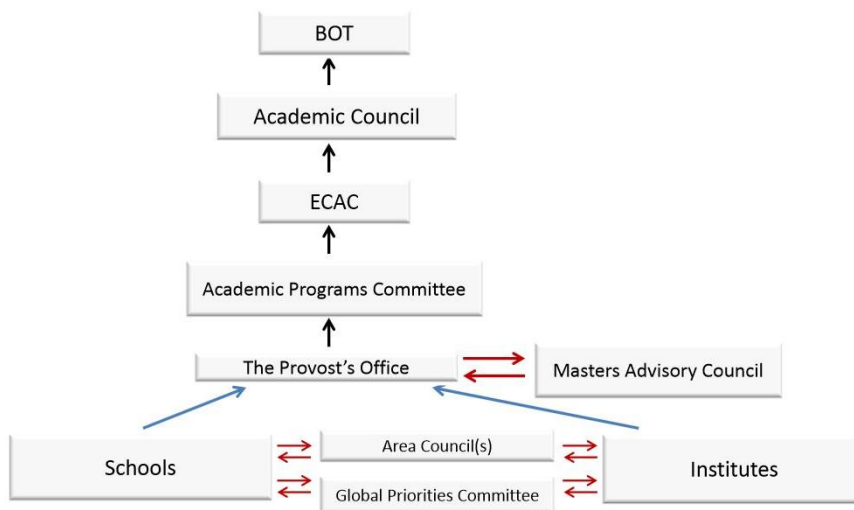 BOT
Academic Council
ECAC
Academic Programs Committee
The Provost's Office
Masters Advisory Council
Schools
Area Council(s)
Institutes
Global Priorities Committee